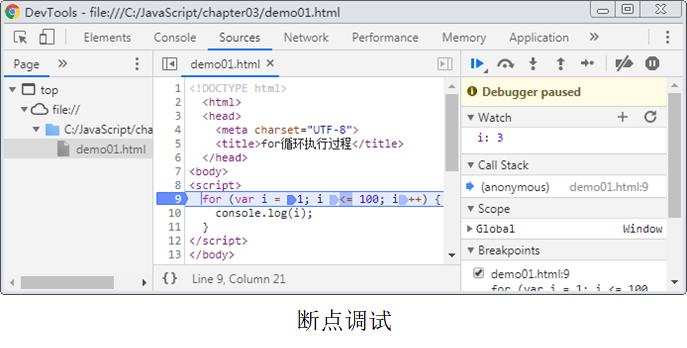 DevTools - file:///C:/JavaScript/chapter03/demo01.html
Elements Console Sources Network Performance Memory Application »
Page » demo01.html ×
top
file://
C:/JavaScript/cha
demo01.html
1 <!DOCTYPE html>
2 <html>
3 <head>
4 <meta charset="UTF-8">
5 <title>for循环执行过程</title>
6 </head>
7 <body>
8 <script>
9 for (var i = 1; i <= 100; i++) {
10 console.log(i);
11 }
12 </script>
13 </body>
{} Line 9, Column 21
Debugger paused
Watch
i: 3
Call Stack
(anonymous) demo01.html:9
Scope
Global Window
Breakpoints
demo01.html:9
for (var i = 1; i <= 100
断点调试